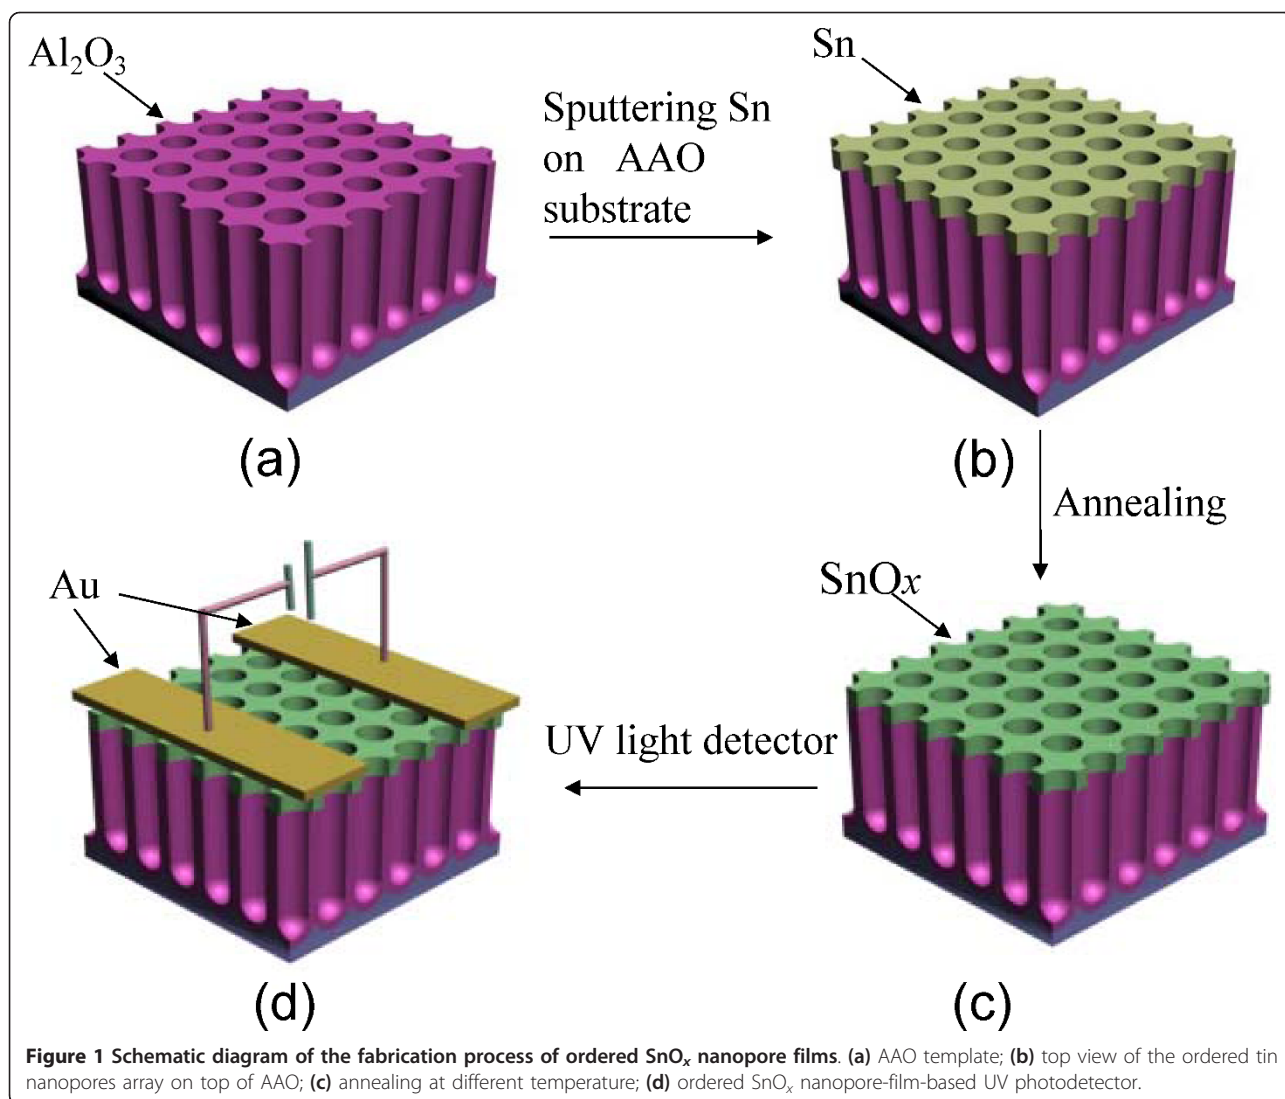 Al₂O₃
Sputtering Sn
on AAO
substrate
Sn
(a)
(b)
Annealing
SnOx
Au
UV light detector
(d)
(c)
Figure 1 Schematic diagram of the fabrication process of ordered SnOₓ nanopore films. (a) AAO template; (b) top view of the ordered tin
nanopores array on top of AAO; (c) annealing at different temperature; (d) ordered SnOₓ nanopore-film-based UV photodetector.